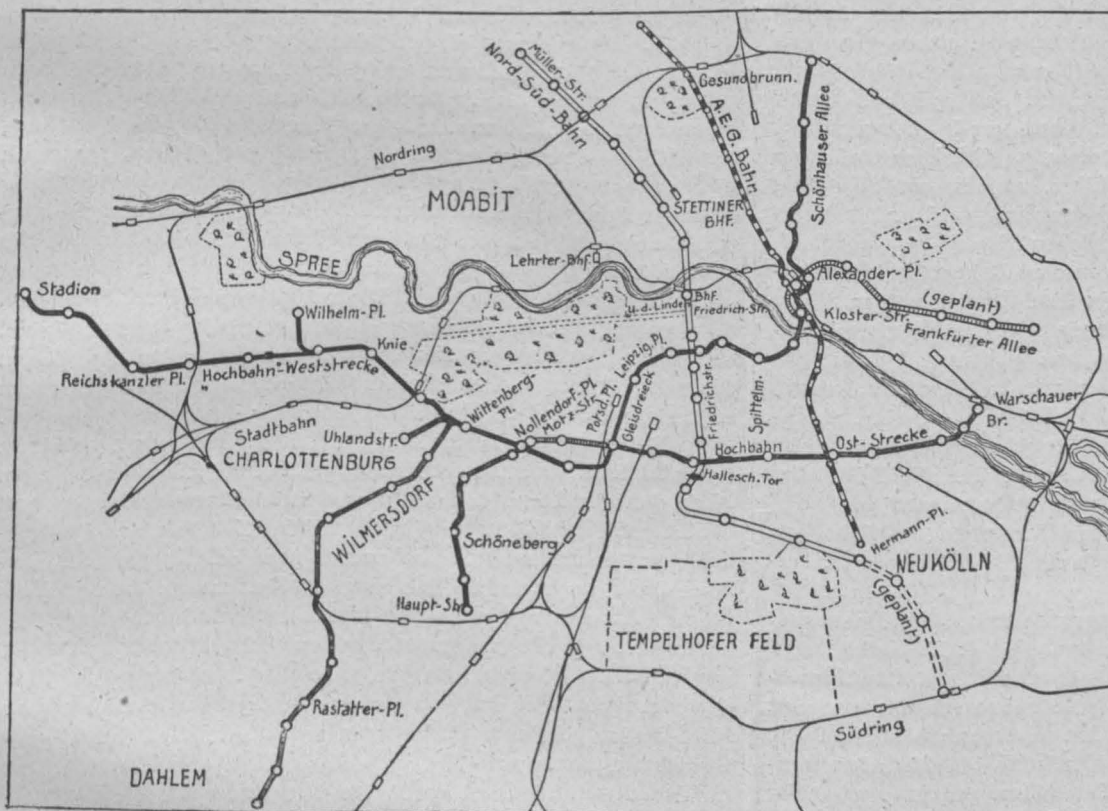 Müller-Str.
Nord-Süd-Bahn
Gesundbrunn.
A.E.G. Bahn
Schönhauser Allee
Nordring
MOABIT
STETTINER
BHF.
SPREE
Lehrter-Bhf.
Alexander-Pl.
(geplant)
Stadion
Wilhelm-Pl.
u.d. Linden
Bhf.
Friedrich-Str.
Kloster-Str.
Frankfurter Allee
Knie
Reichskanzler Pl.
"Hochbahn"-Weststrecke
Leipzig.Pl.
Potsd. Pl.
Gleisdreieck
Friedrichstr.
Spittelm.
Warschauer
Br.
Wittenberg-
Pl.
Nollendorf-Pl.
Motz-Str.
Stadtbahn
Uhlandstr.
CHARLOTTENBURG
Hochbahn
Ost-Strecke
Hallesch. Tor
WILMERSDORF
Schöneberg
Hermann-Pl.
NEUKÖLLN
(geplant)
Haupt-Str.
TEMPELHOFER FELD
Rastatter-Pl.
Südring
DAHLEM